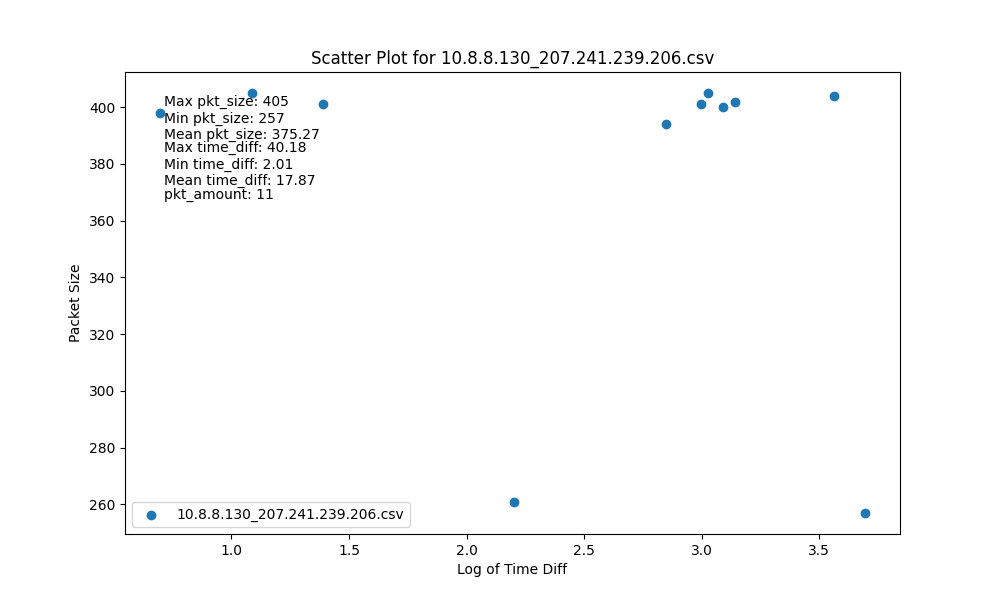 Scatter Plot for 10.8.8.130_207.241.239.206.csv
Max pkt_size: 405
Min pkt_size: 257
Mean pkt_size: 375.27
Max time_diff: 40.18
Min time_diff: 2.01
Mean time_diff: 17.87
pkt_amount: 11
400
380
360
340
320
300
280
260
Packet Size
10.8.8.130_207.241.239.206.csv
1.0 1.5 2.0 2.5 3.0 3.5
Log of Time Diff